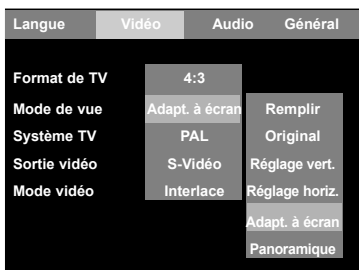 Langue Vidéo Audio Général
Format de TV 4:3
Mode de vue Adapt. à écran Remplir
Système TV PAL Original
Sortie vidéo S-Vidéo Réglage vert.
Mode vidéo Interlace Réglage horiz.
Adapt. à écran
Panoramique